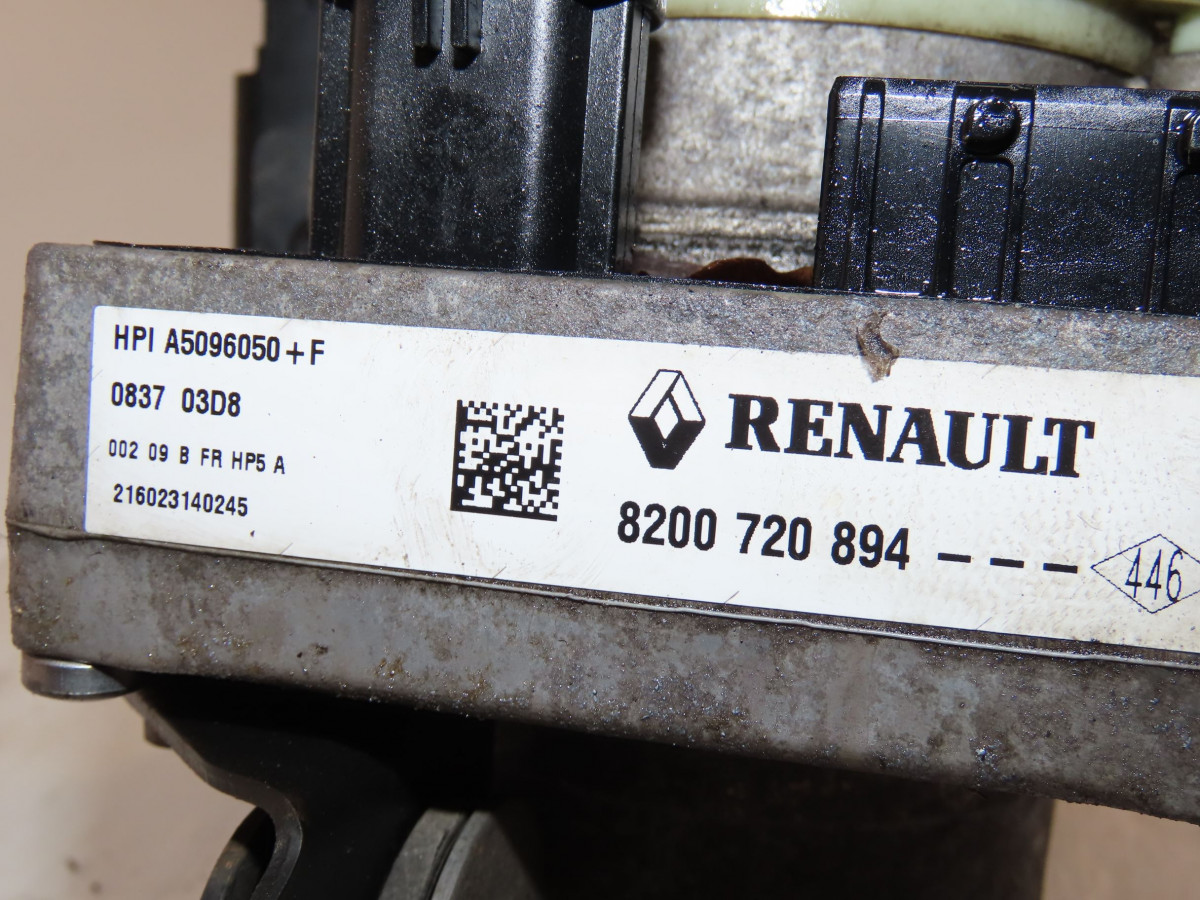 HPI A5096050+F
0837 03D8
002 09 B FR HP5 A
216023140245
RENAULT
8200 720 894 – – –
446